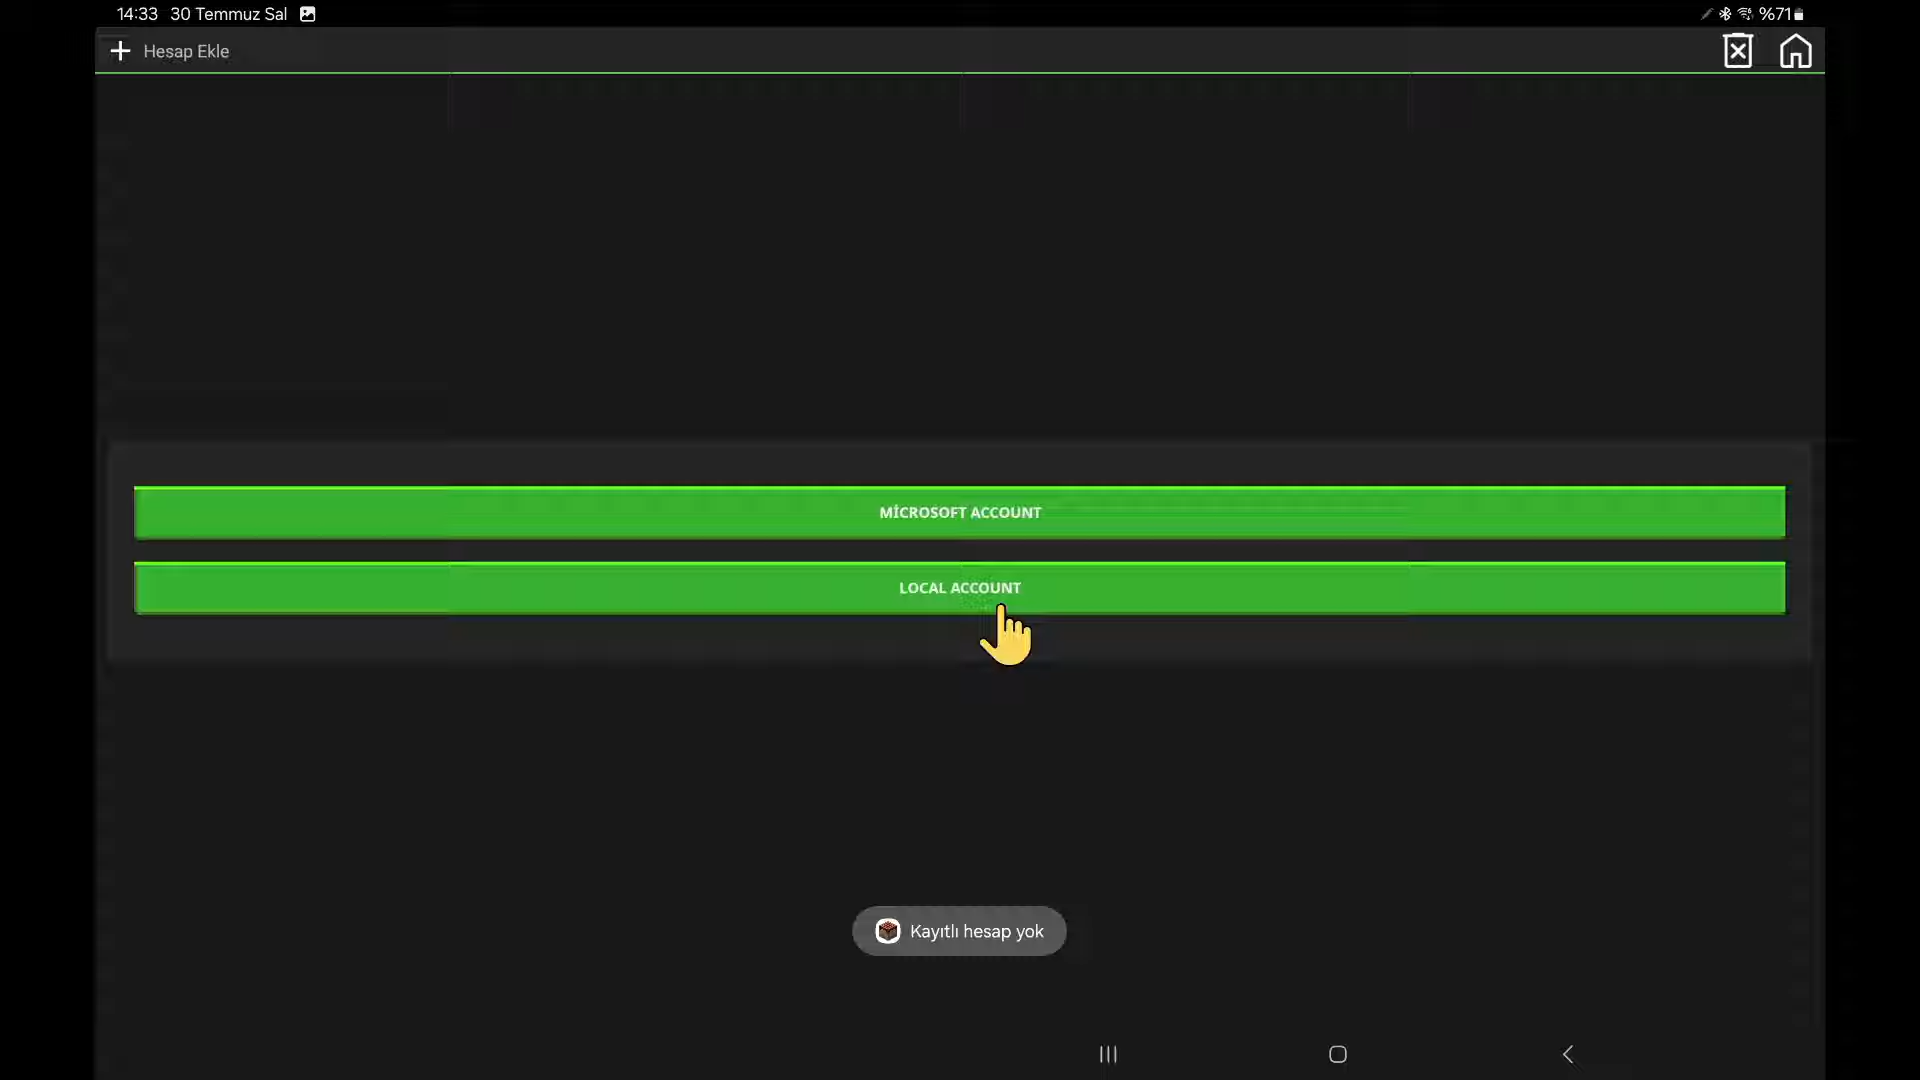 14:33 30 Temmuz Sal
%71
Hesap Ekle
MİCROSOFT ACCOUNT
LOCAL ACCOUNT
Kayıtlı hesap yok